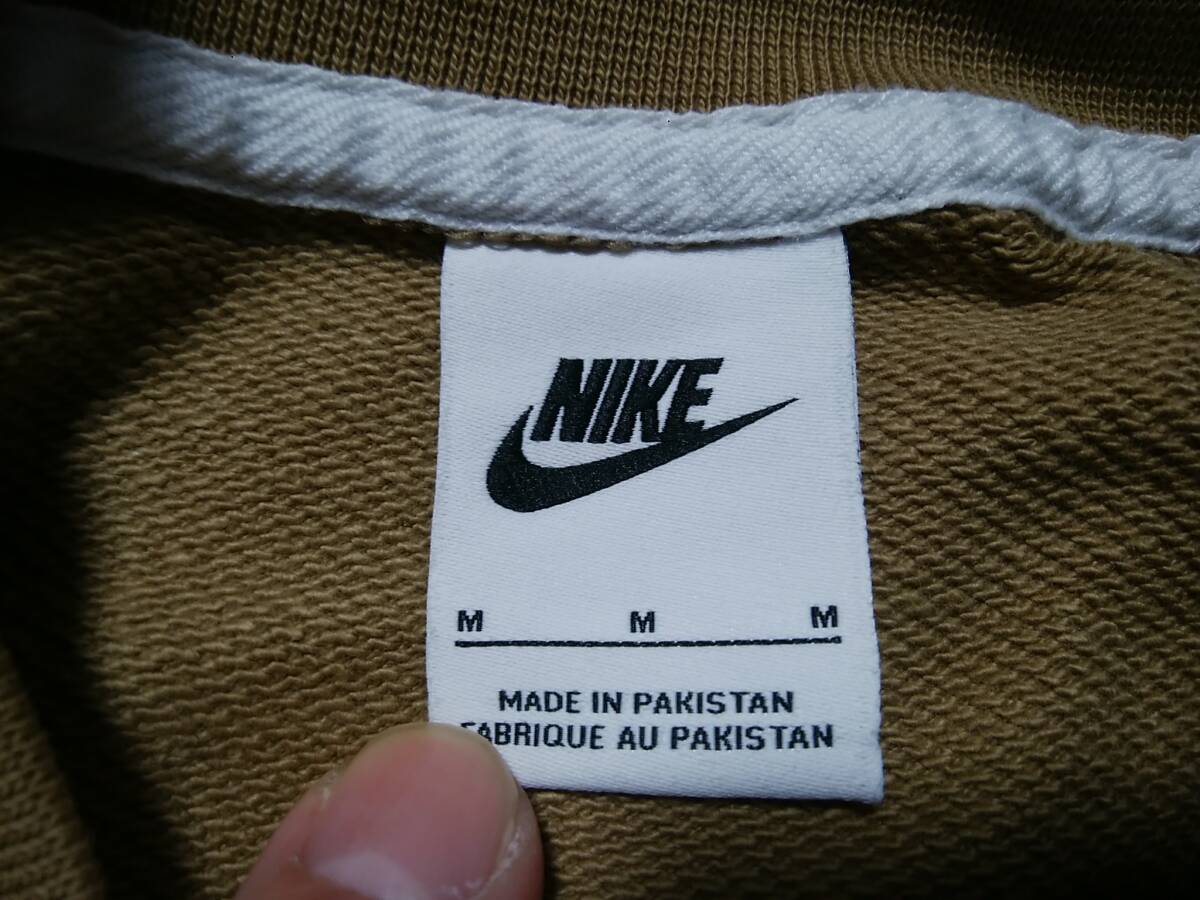 NIKE
M M M
MADE IN PAKISTAN
FABRIQUE AU PAKISTAN